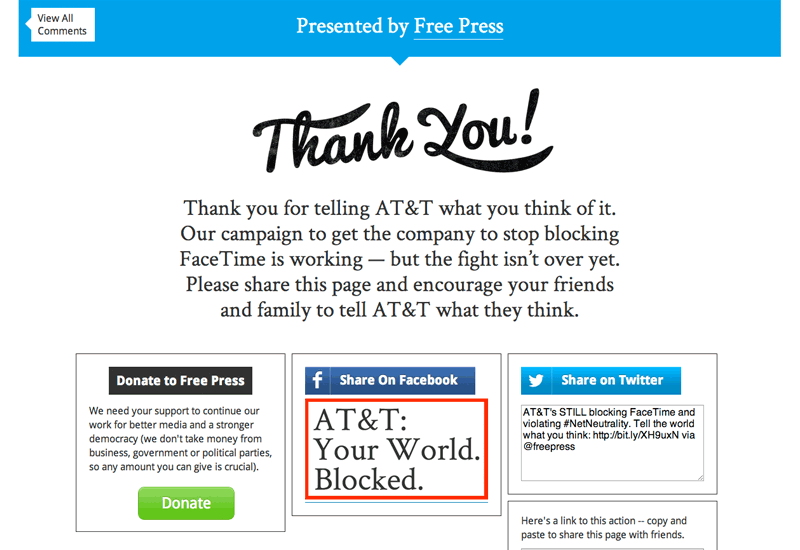 View All
Comments
Presented by Free Press
Thank You!
Thank you for telling AT&T what you think of it.
Our campaign to get the company to stop blocking
FaceTime is working — but the fight isn’t over yet.
Please share this page and encourage your friends
and family to tell AT&T what they think.
Donate to Free Press
We need your support to continue our
work for better media and a stronger
democracy (we don't take money from
business, government or political parties,
so any amount you can give is crucial).
Donate
Share On Facebook
AT&T:
Your World.
Blocked.
Share on Twitter
AT&T's STILL blocking FaceTime and
violating #NetNeutrality. Tell the world
what you think: http://bit.ly/XH9uxN via
@freepress
Here's a link to this action -- copy and
paste to share this page with friends.